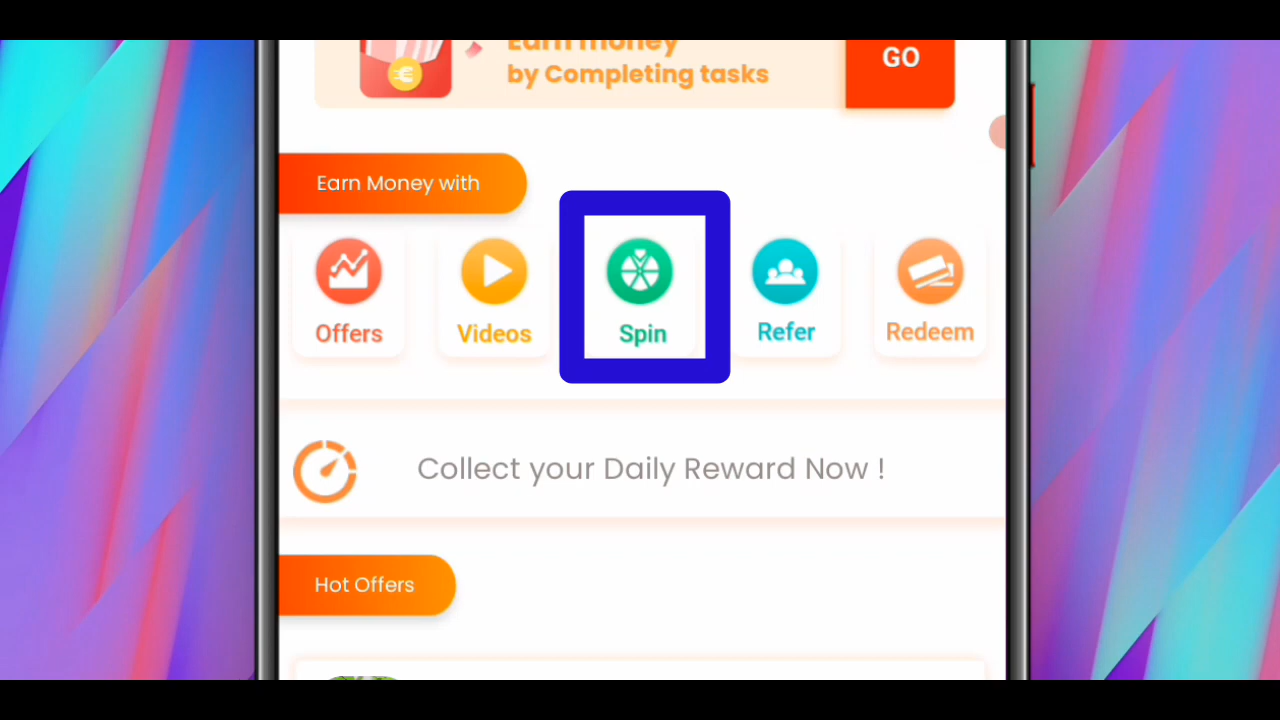 Earn money
by Completing tasks
GO
Earn Money with
Offers
Videos
Spin
Refer
Redeem
Collect your Daily Reward Now !
Hot Offers